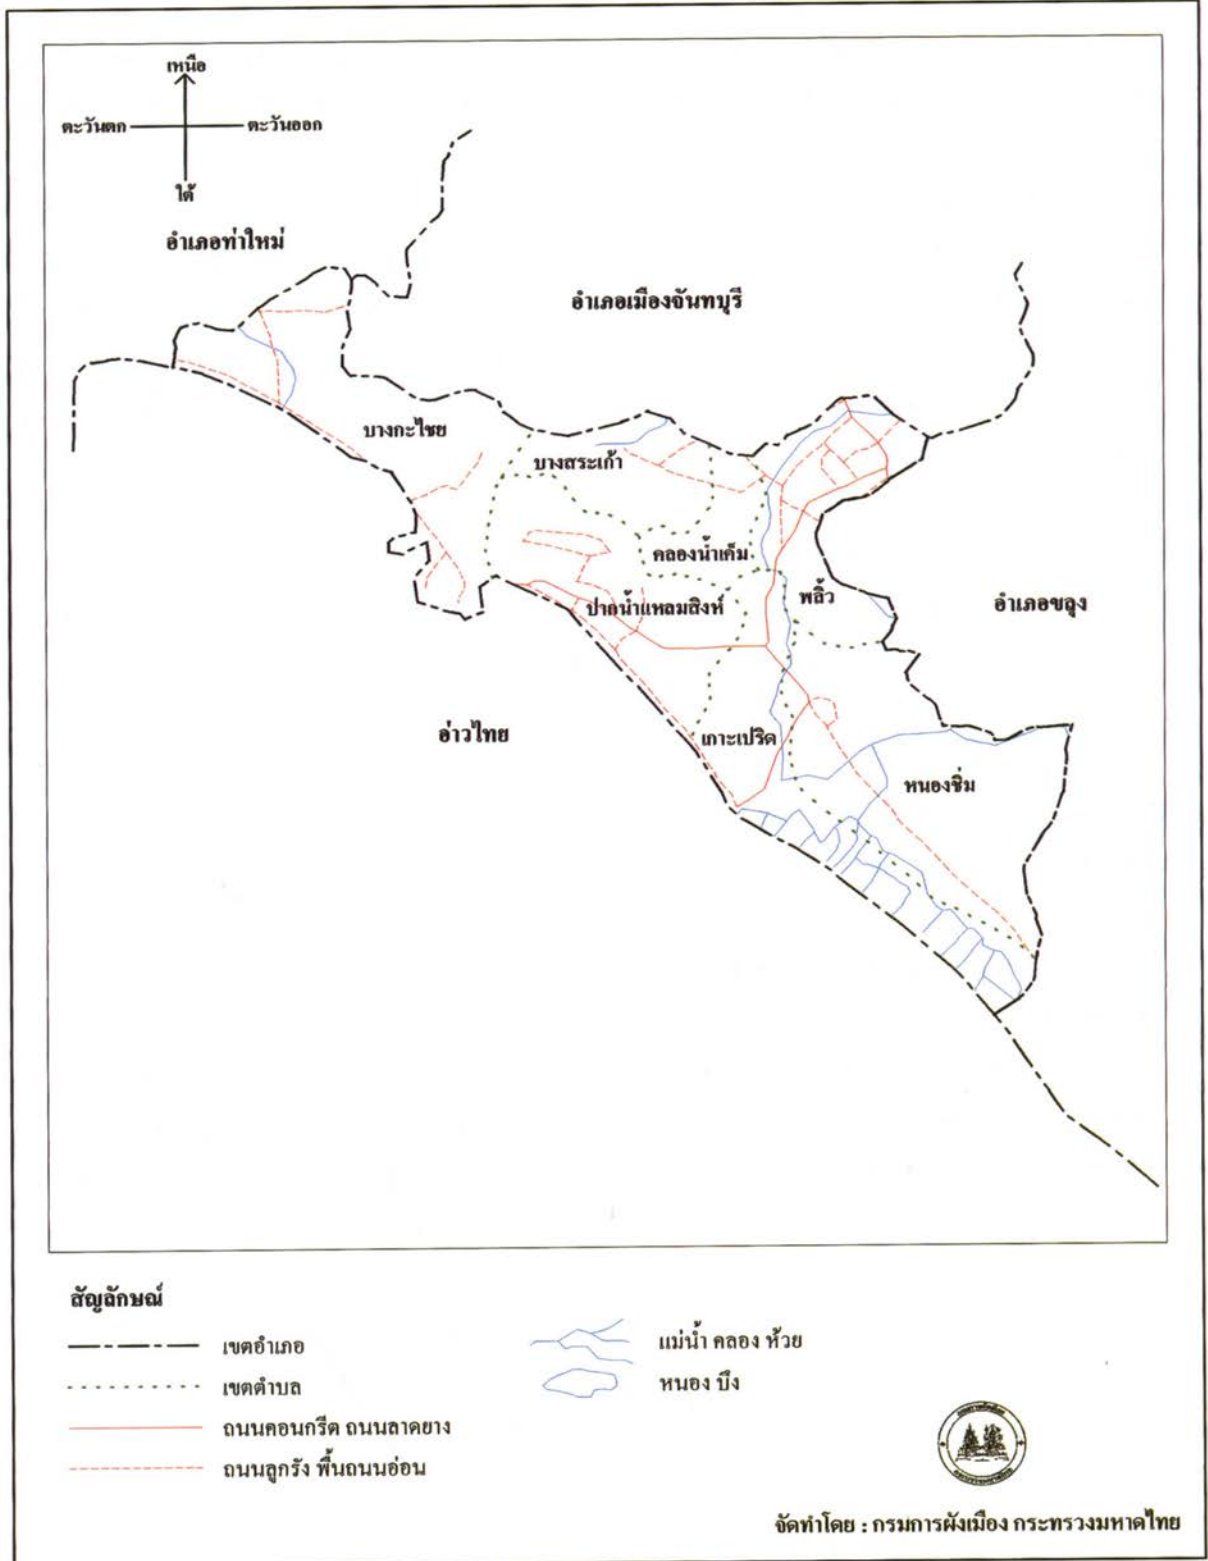 เหนือ
ตะวันตก
ตะวันออก
ใต้
อำเภอท่าใหม่
อำเภอเมืองจันทบุรี
บางกะไชย
บางสระเก้า
คลองน้ำเค็ม
พลิ้ว
ปากน้ำแหลมสิงห์
อำเภอขลุง
อ่าวไทย
เกาะเปริด
หนองชิ่ม
สัญลักษณ์
เขตอำเภอ
เขตตำบล
ถนนคอนกรีต ถนนลาดยาง
ถนนลูกรัง พื้นถนนอ่อน
แม่น้ำ คลอง ห้วย
หนอง บึง
จัดทำโดย : กรมการผังเมือง กระทรวงมหาดไทย